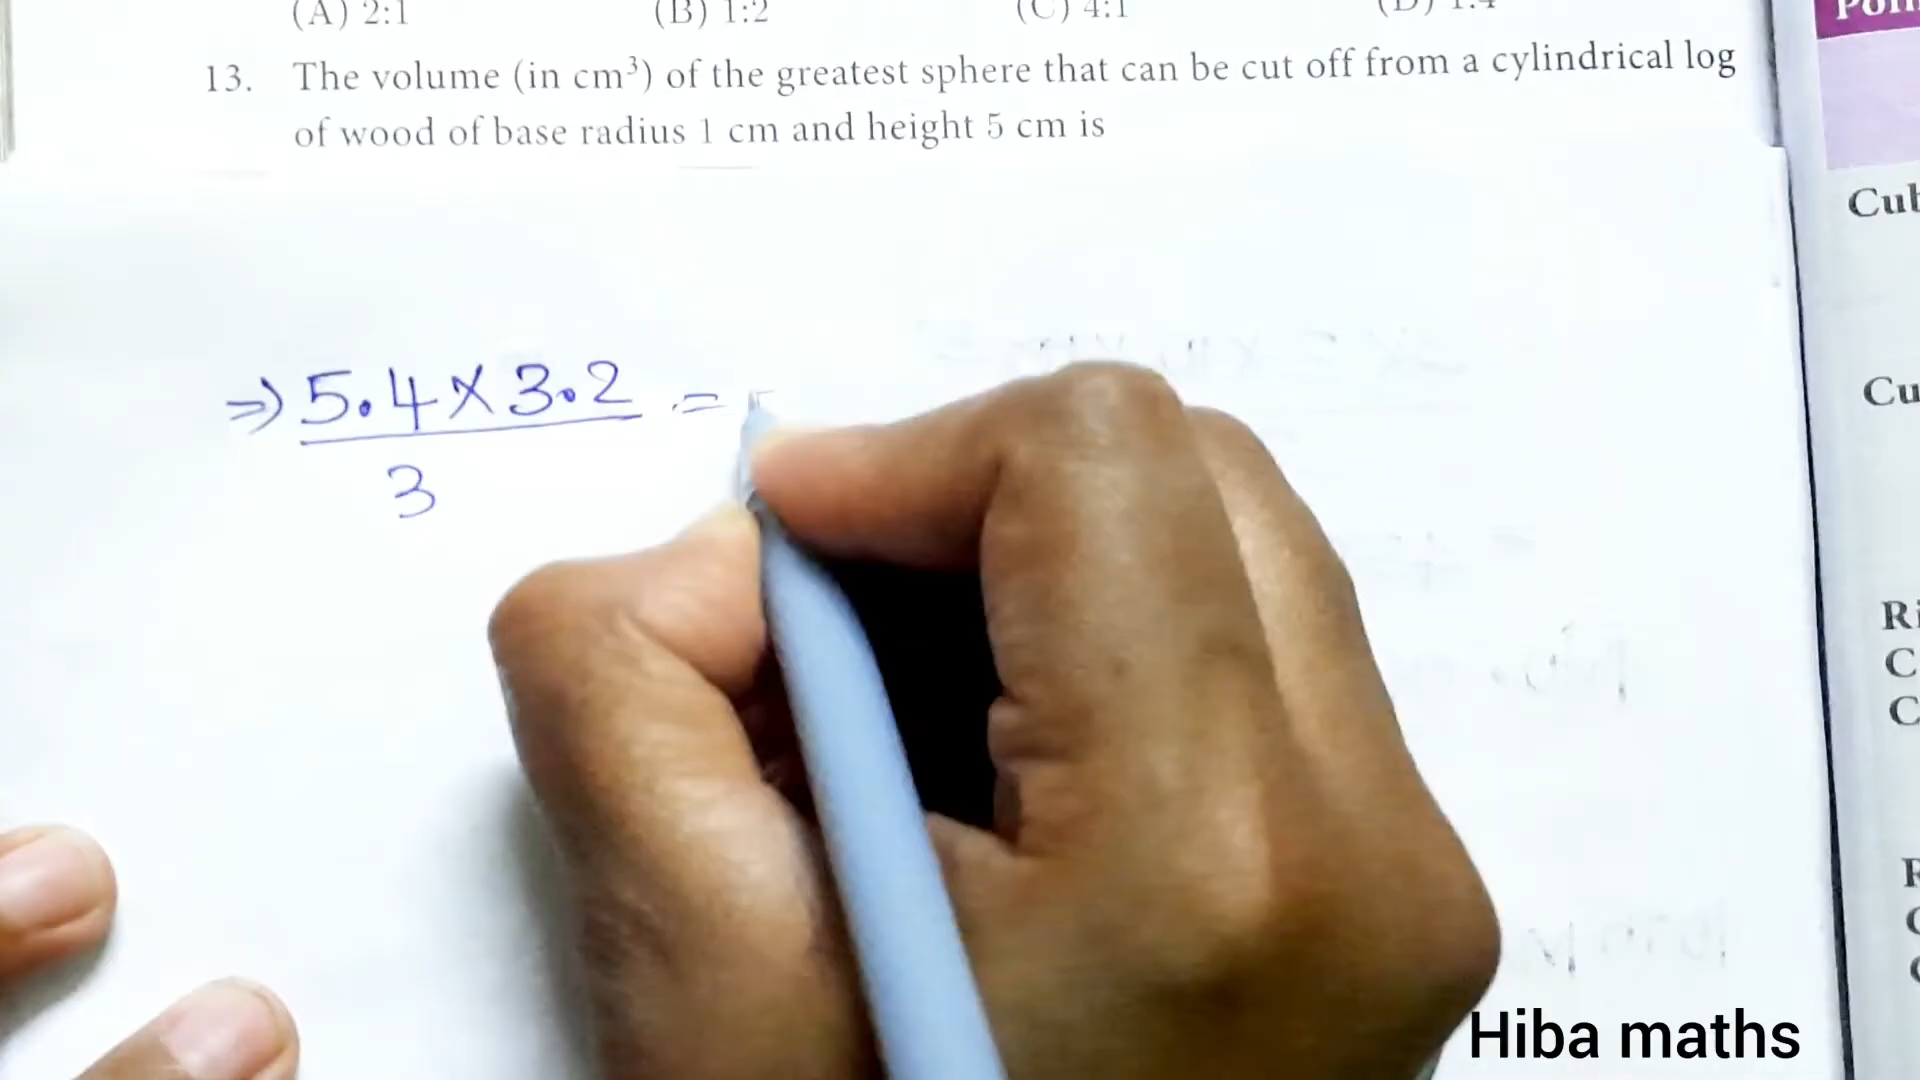 (A) 2:1 (B) 1:2 (C) 4:1 (D) 1:4
13. The volume (in cm³) of the greatest sphere that can be cut off from a cylindrical log
of wood of base radius 1 cm and height 5 cm is
⇒ 5.4 × 3.2 =
3
Cu
Hiba maths